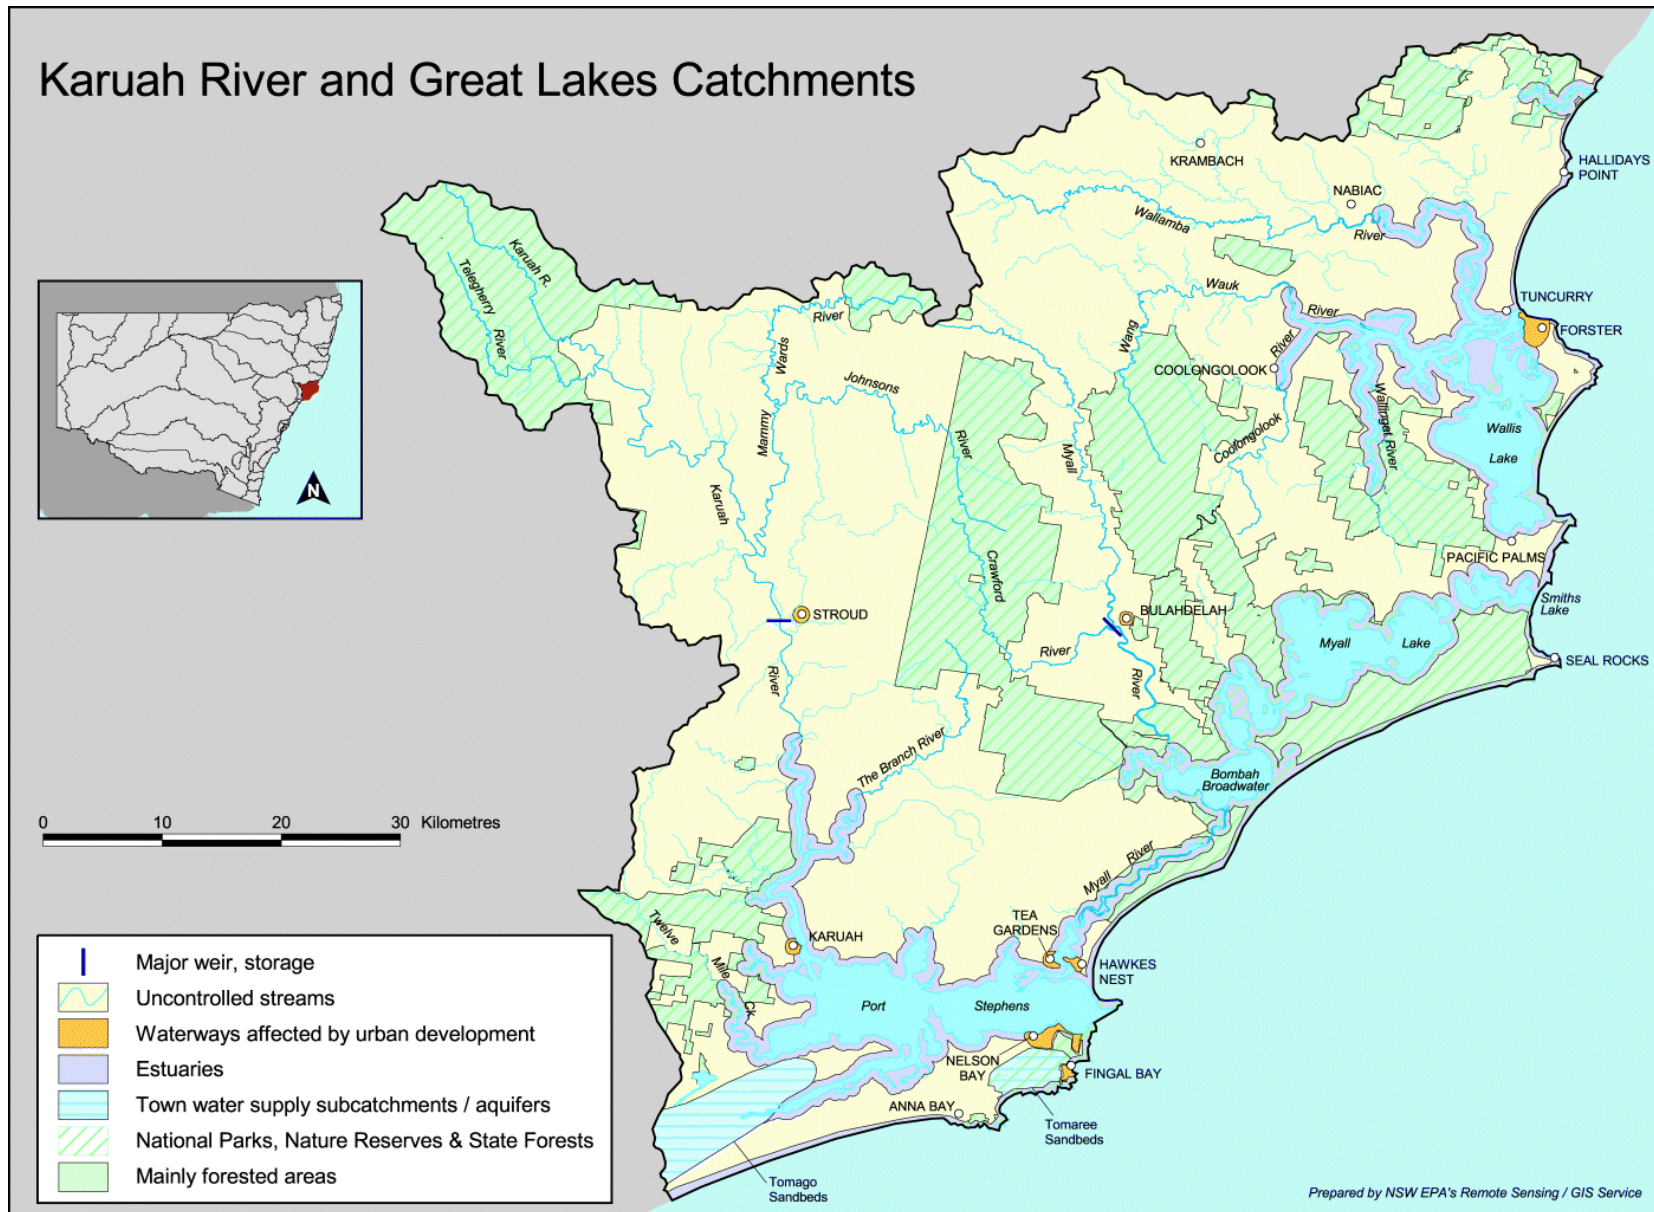 Karuah River and Great Lakes Catchments
KRAMBACH
HALLIDAYS
POINT
NABIAC
Wallamba
River
Karuah R.
Telegherry
River
Wauk
River
TUNCURRY
FORSTER
River
Wards
Wang
River
COOLONGOLOOK
Johnsons
Mammy
River
Myall
Coolongolook
Wallingat River
Wallis
Lake
N
Karuah
PACIFIC PALMS
Crawford
Smiths
Lake
STROUD
BULAHDELAH
Myall
Lake
River
SEAL ROCKS
River
River
The Branch River
Bombah
Broadwater
0
10
20
30
Kilometres
Myall
River
Twelve
Mile
Ck.
KARUAH
TEA
GARDENS
HAWKES
NEST
Port
Stephens
NELSON
BAY
FINGAL BAY
ANNA BAY
Tomaree
Sandbeds
Tomago
Sandbeds
Major weir, storage
Uncontrolled streams
Waterways affected by urban development
Estuaries
Town water supply subcatchments / aquifers
National Parks, Nature Reserves & State Forests
Mainly forested areas
Prepared by NSW EPA's Remote Sensing / GIS Service